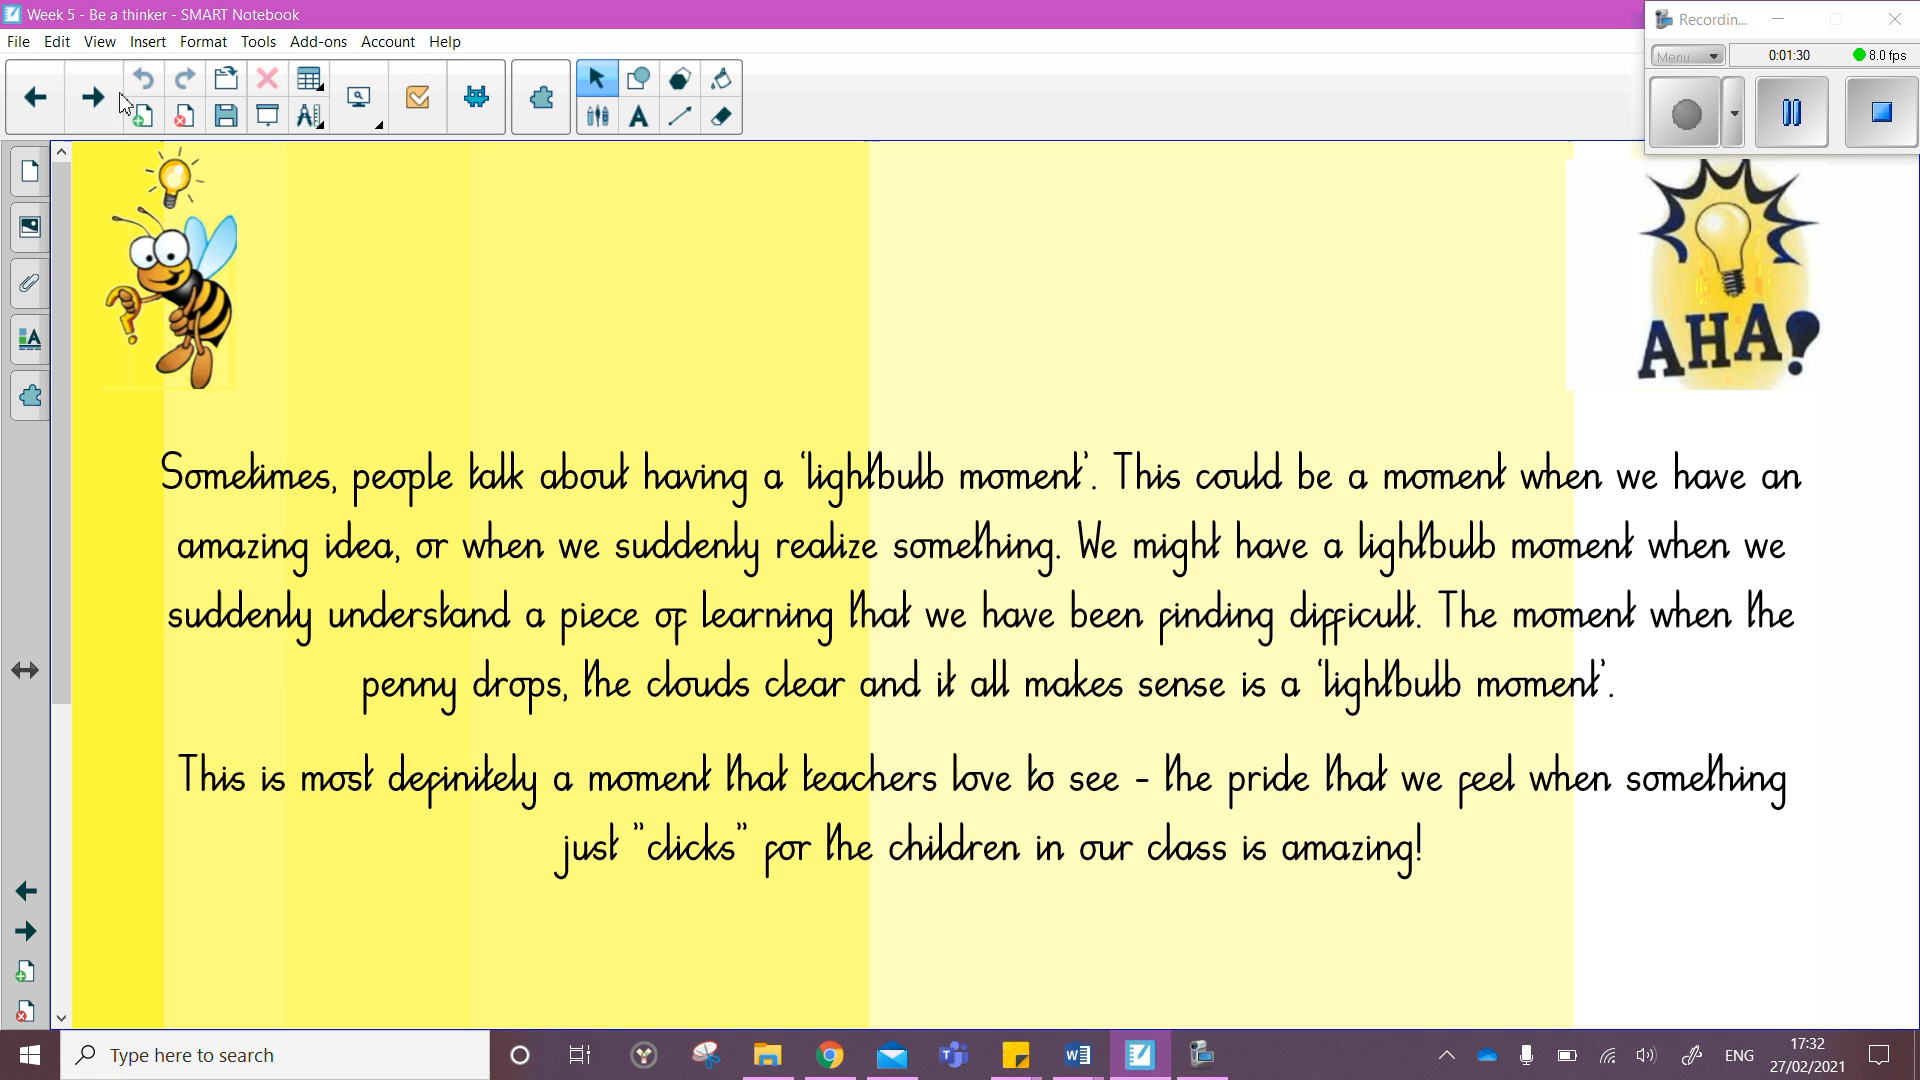 Week 5 - Be a thinker - SMART Notebook
Recordin...
File Edit View Insert Format Tools Add-ons Account Help
Menu 0:01:30 8.0 fps
AHA!
Sometimes, people talk about having a 'lightbulb moment'. This could be a moment when we have an
amazing idea, or when we suddenly realize something. We might have a lightbulb moment when we
suddenly understand a piece of learning that we have been finding difficult. The moment when the
penny drops, the clouds clear and it all makes sense is a 'lightbulb moment'.
This is most definitely a moment that teachers love to see - the pride that we feel when something
just "clicks" for the children in our class is amazing!
Type here to search
ENG
17:32
27/02/2021